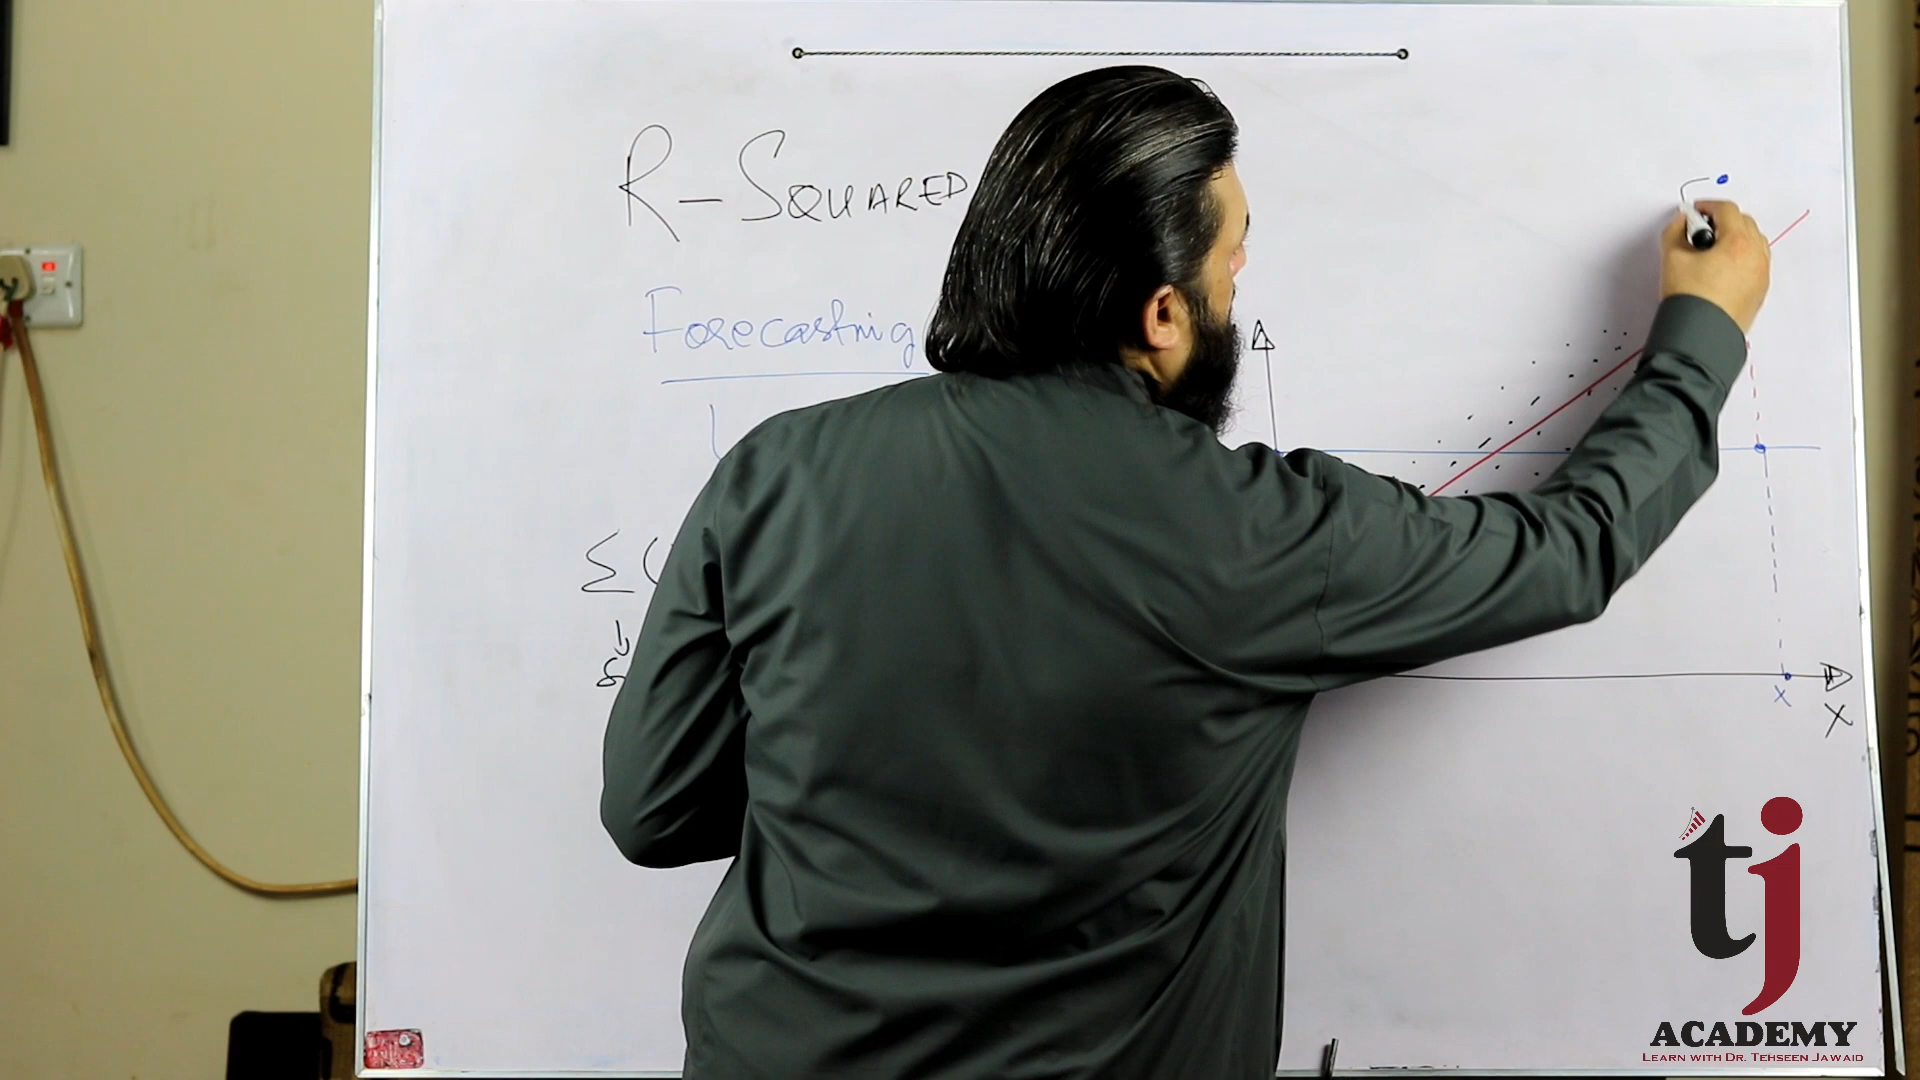 R-SQUARED
Forecasting
Σ (
x
X
tj
ACADEMY
LEARN WITH DR. TEHSEEN JAWAID